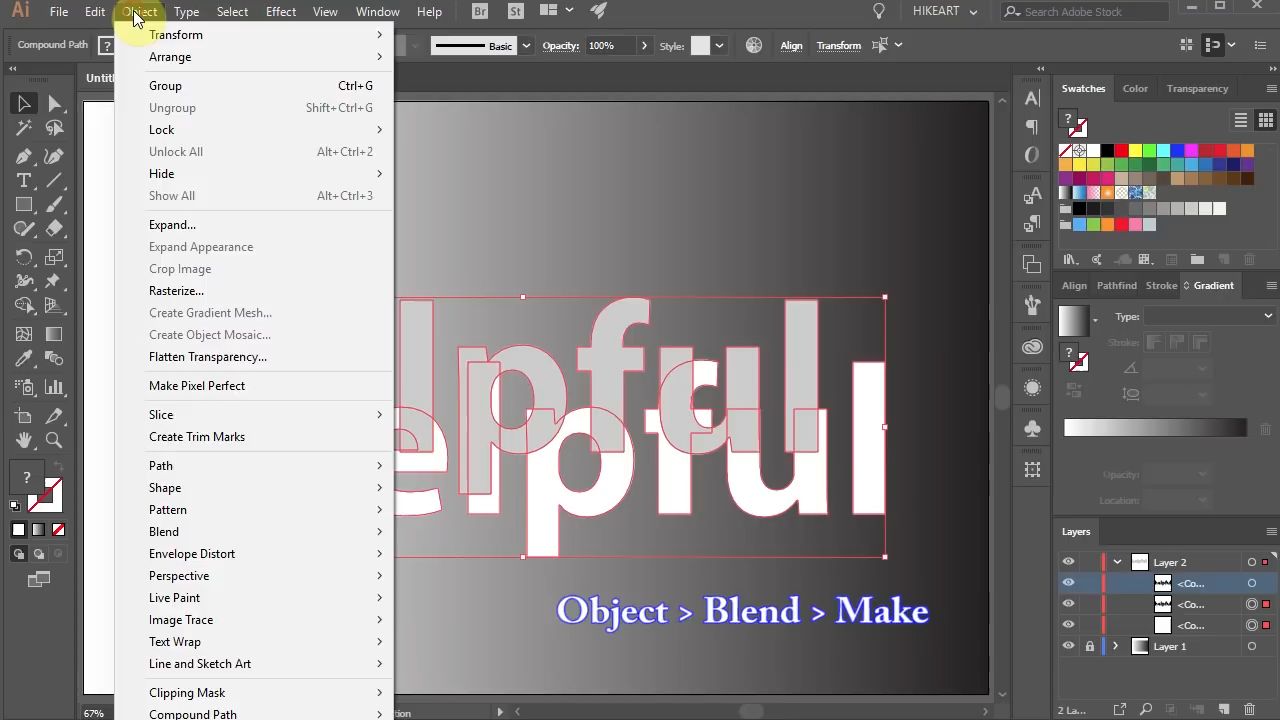 Ai File Edit Object Type Select Effect View Window Help Br St HIKEART Search Adobe Stock
Compound Path ? Basic Opacity: 100% Style: Align Transform
Transform
Arrange
Group Ctrl+G
Ungroup Shift+Ctrl+G
Lock
Unlock All Alt+Ctrl+2
Hide
Show All Alt+Ctrl+3
Expand...
Expand Appearance
Crop Image
Rasterize...
Create Gradient Mesh...
Create Object Mosaic...
Flatten Transparency...
Make Pixel Perfect
Slice
Create Trim Marks
Path
Shape
Pattern
Blend
Envelope Distort
Perspective
Live Paint
Image Trace
Text Wrap
Line and Sketch Art
Clipping Mask
Compound Path
67%
lpful
elpful
Object > Blend > Make
Swatches Color Transparency
?
Align Pathfind Stroke Gradient
Type:
Stroke:
?
Opacity:
Location:
Layers
Layer 2
<Co...
<Co...
<Co...
Layer 1
2 La...
?